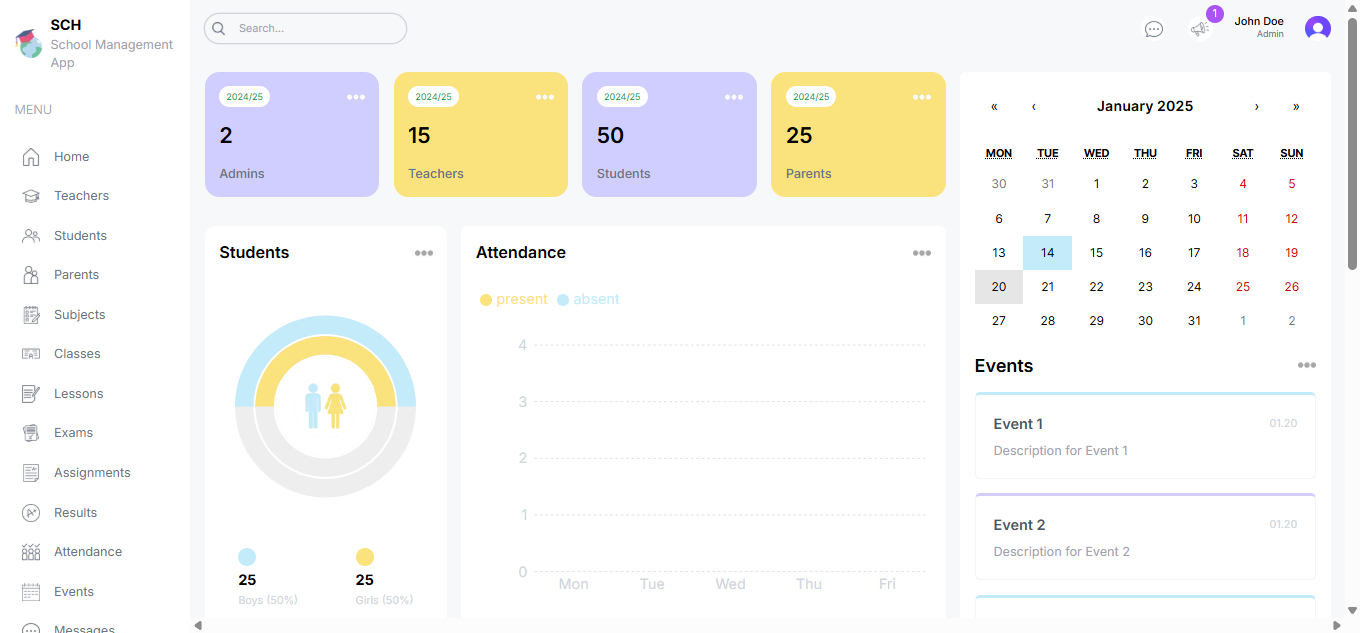 SCH
School Management
App
MENU
Home
Teachers
Students
Parents
Subjects
Classes
Lessons
Exams
Assignments
Results
Attendance
Events
Messages
Search...
1
John Doe
Admin
2024/25
2
Admins
2024/25
15
Teachers
2024/25
50
Students
2024/25
25
Parents
Students
25
Boys (50%)
25
Girls (50%)
Attendance
present absent
4
3
2
1
0
Mon Tue Wed Thu Fri
« ‹ January 2025 › »
MON TUE WED THU FRI SAT SUN
30 31 1 2 3 4 5
6 7 8 9 10 11 12
13 14 15 16 17 18 19
20 21 22 23 24 25 26
27 28 29 30 31 1 2
Events
Event 1 01.20
Description for Event 1
Event 2 01.20
Description for Event 2